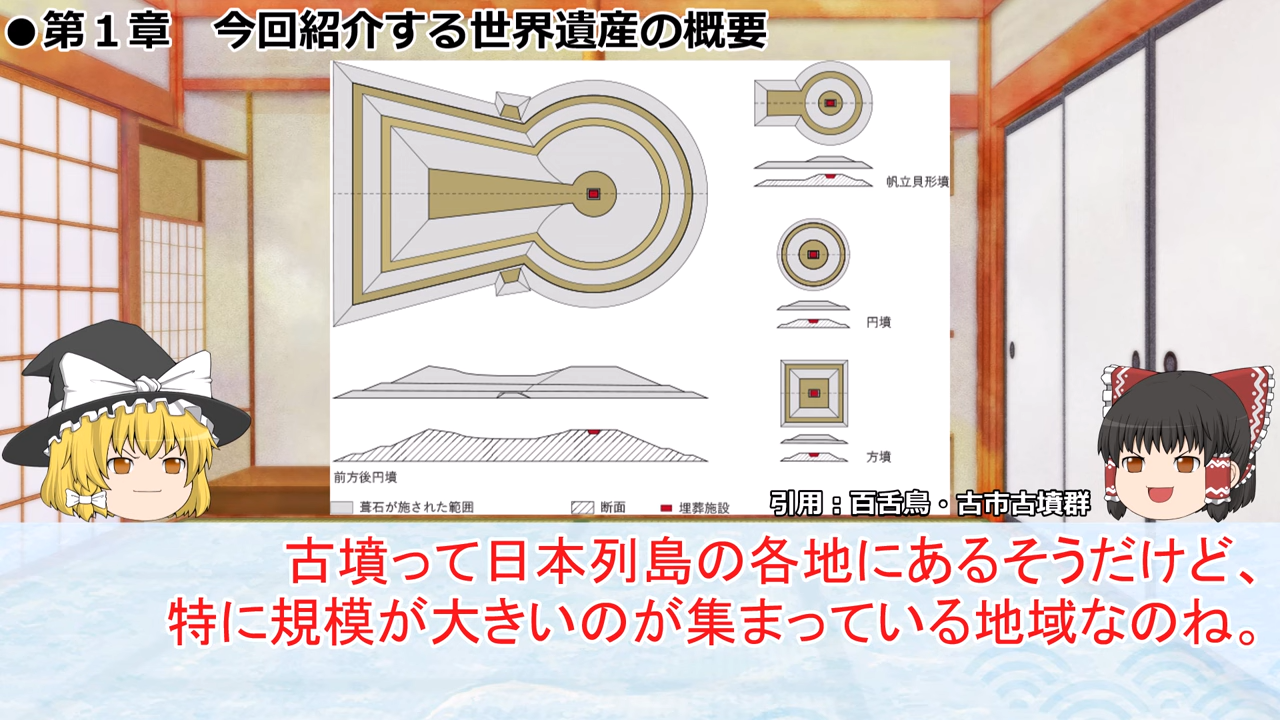 ●第１章　今回紹介する世界遺産の概要
帆立貝形墳
円墳
方墳
前方後円墳
葺石が施された範囲
断面
埋葬施設
引用：百舌鳥・古市古墳群
古墳って日本列島の各地にあるそうだけど、
特に規模が大きいのが集まっている地域なのね。